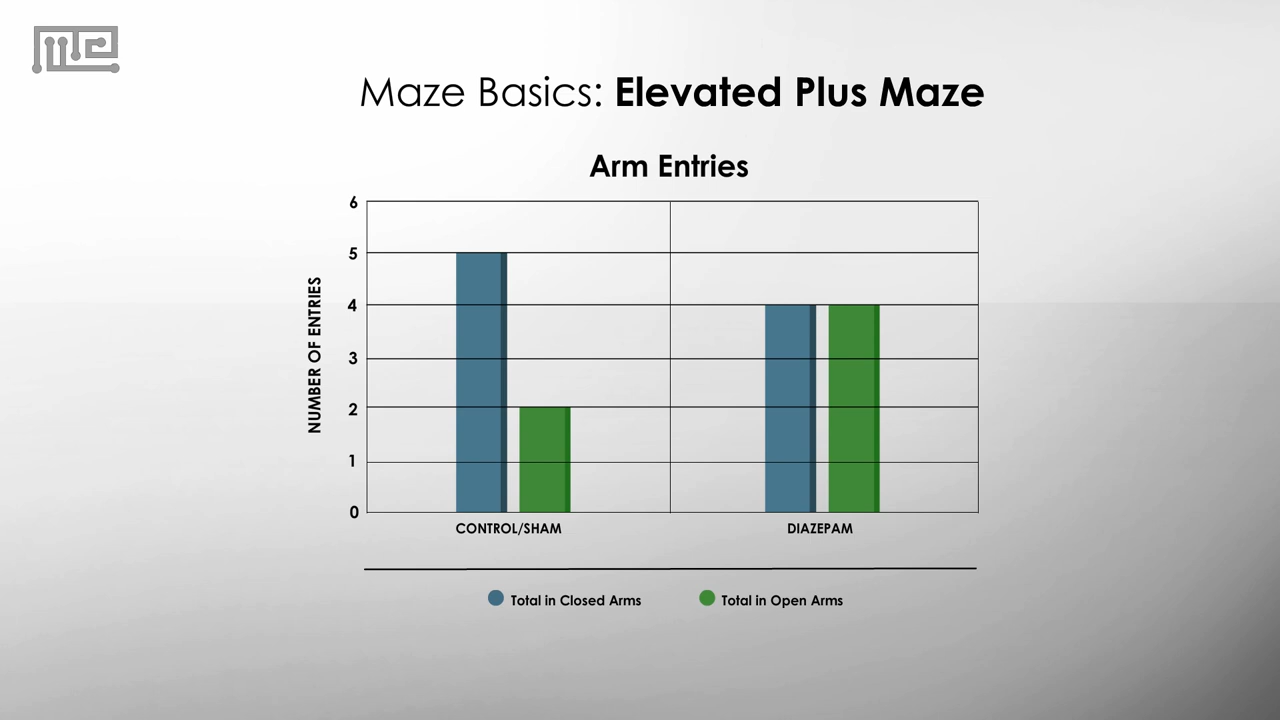 Maze Basics: Elevated Plus Maze
Arm Entries
6
5
4
3
2
1
0
NUMBER OF ENTRIES
CONTROL/SHAM
DIAZEPAM
Total in Closed Arms
Total in Open Arms